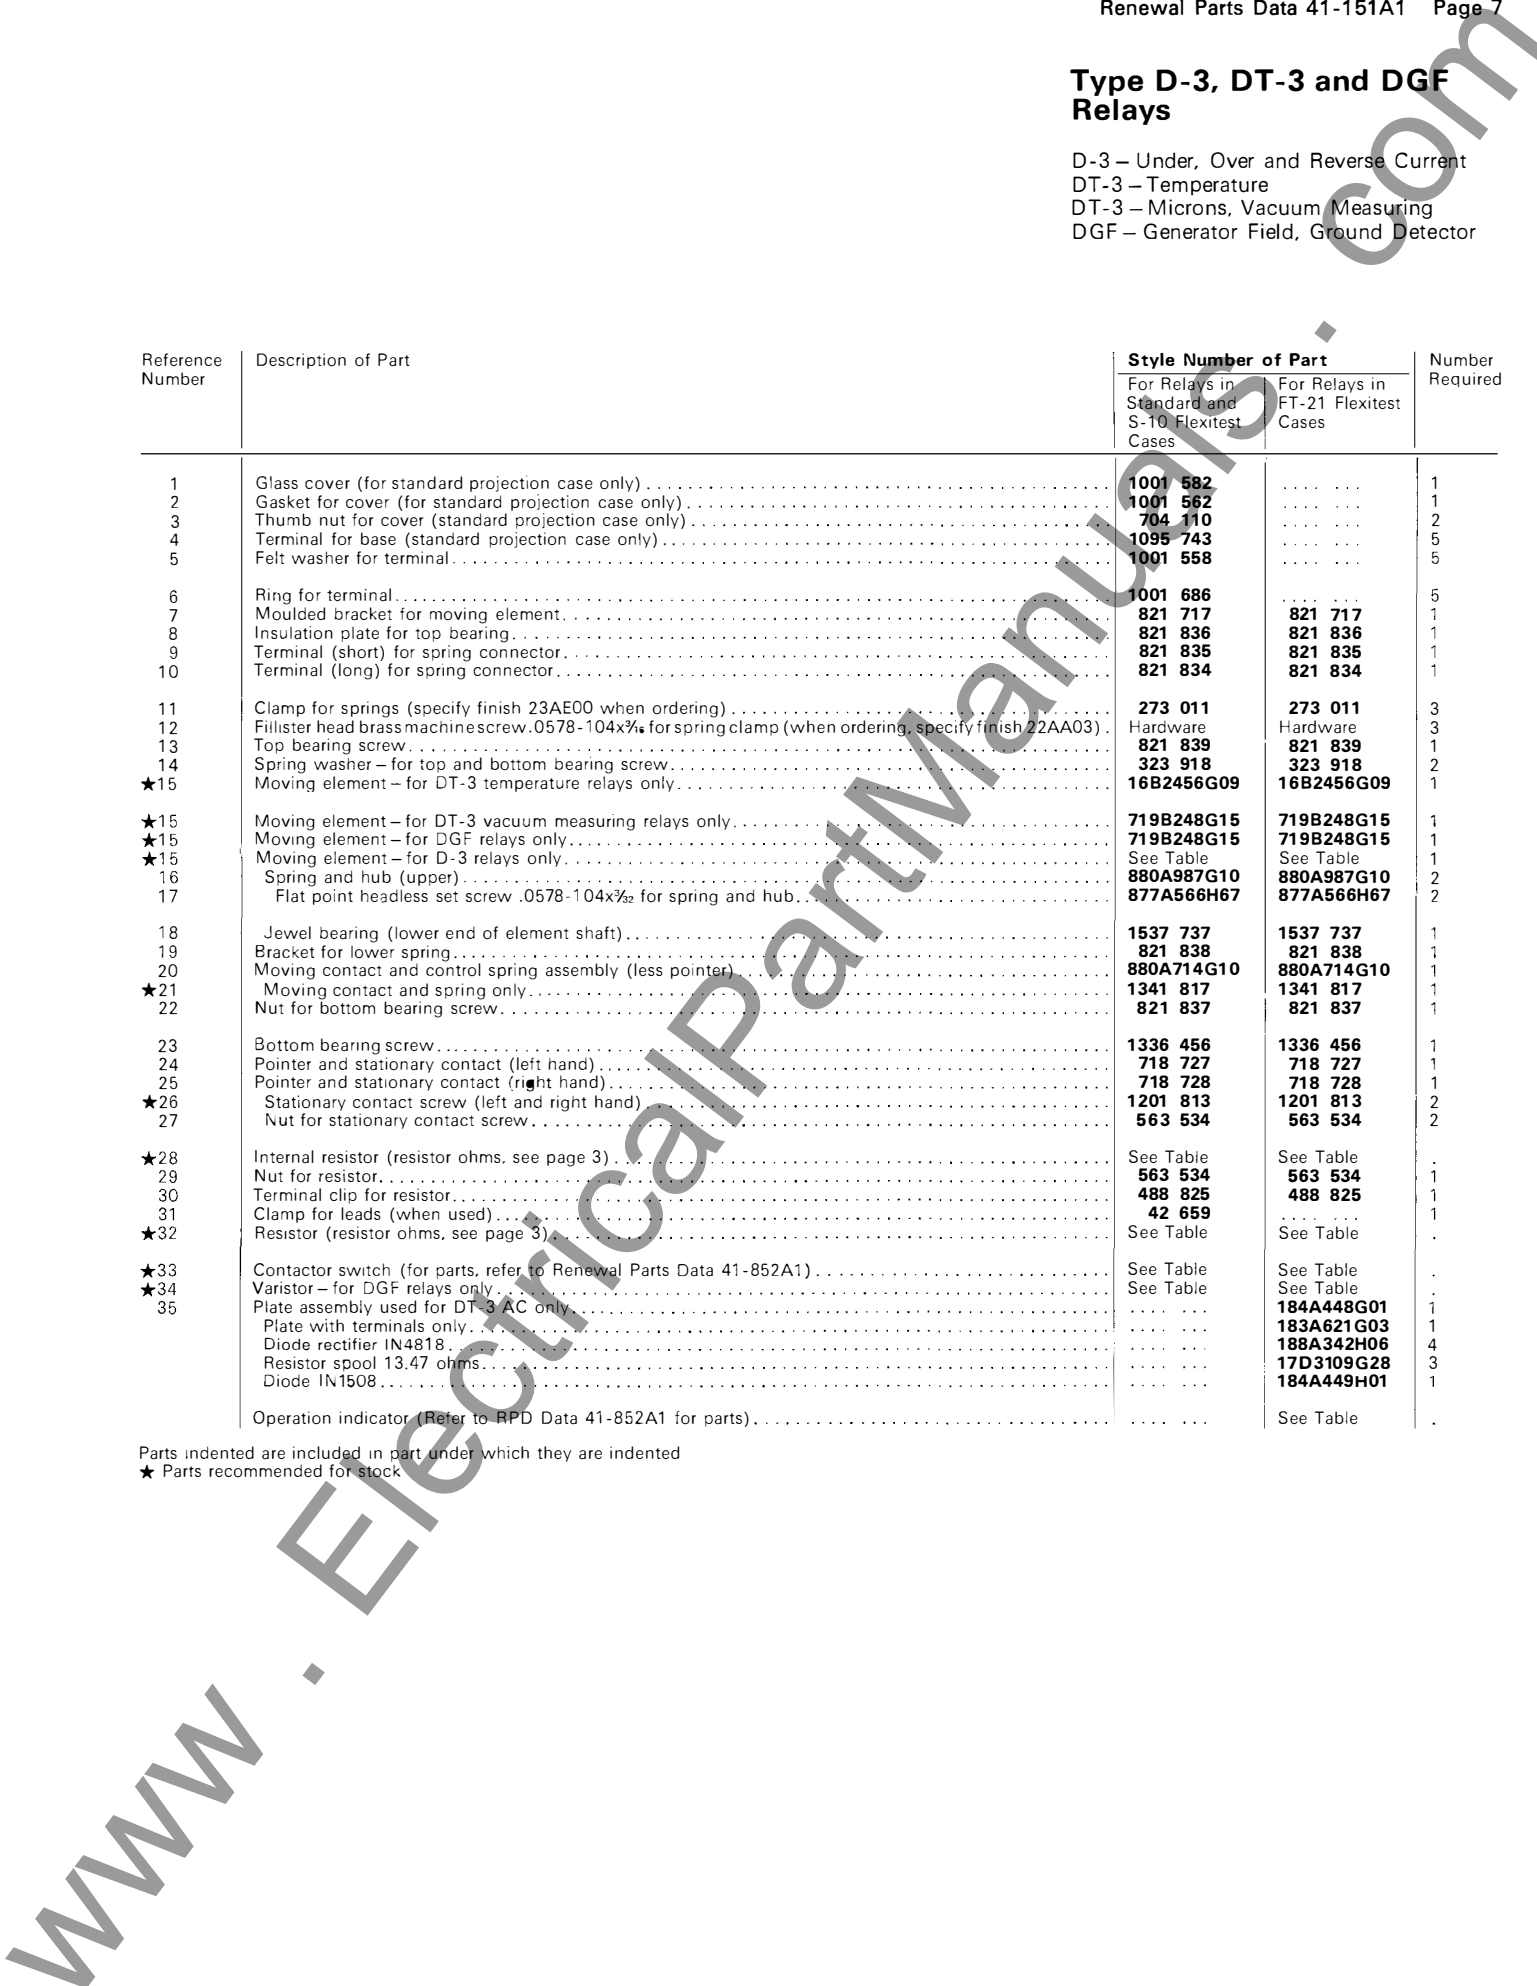 Renewal Parts Data 41-151A1 Page 7
Type D-3, DT-3 and DGF
Relays
D-3 – Under, Over and Reverse Current
DT-3 – Temperature
DT-3 – Microns, Vacuum Measuring
DGF – Generator Field, Ground Detector
Reference Number | Description of Part | Style Number of Part | Number Required
For Relays in Standard and S-10 Flexitest Cases | For Relays in FT-21 Flexitest Cases
1 Glass cover (for standard projection case only) 1001 582 .... ... 1
2 Gasket for cover (for standard projection case only) 1001 562 .... ... 1
3 Thumb nut for cover (standard projection case only) 704 110 .... ... 2
4 Terminal for base (standard projection case only) 1095 743 .... ... 5
5 Felt washer for terminal 1001 558 .... ... 5
6 Ring for terminal 1001 686 .... ... 5
7 Moulded bracket for moving element 821 717 821 717 1
8 Insulation plate for top bearing 821 836 821 836 1
9 Terminal (short) for spring connector 821 835 821 835 1
10 Terminal (long) for spring connector 821 834 821 834 1
11 Clamp for springs (specify finish 23AE00 when ordering) 273 011 273 011 3
12 Fillister head brass machine screw .0578-104x3⁄16 for spring clamp (when ordering, specify finish 22AA03) Hardware Hardware 3
13 Top bearing screw 821 839 821 839 1
14 Spring washer – for top and bottom bearing screw 323 918 323 918 2
★15 Moving element – for DT-3 temperature relays only 16B2456G09 16B2456G09 1
★15 Moving element – for DT-3 vacuum measuring relays only 719B248G15 719B248G15 1
★15 Moving element – for DGF relays only 719B248G15 719B248G15 1
★15 Moving element – for D-3 relays only See Table See Table 1
16 Spring and hub (upper) 880A987G10 880A987G10 2
17 Flat point headless set screw .0578-104x3⁄32 for spring and hub 877A566H67 877A566H67 2
18 Jewel bearing (lower end of element shaft) 1537 737 1537 737 1
19 Bracket for lower spring 821 838 821 838 1
20 Moving contact and control spring assembly (less pointer) 880A714G10 880A714G10 1
★21 Moving contact and spring only 1341 817 1341 817 1
22 Nut for bottom bearing screw 821 837 821 837 1
23 Bottom bearing screw 1336 456 1336 456 1
24 Pointer and stationary contact (left hand) 718 727 718 727 1
25 Pointer and stationary contact (right hand) 718 728 718 728 1
★26 Stationary contact screw (left and right hand) 1201 813 1201 813 2
27 Nut for stationary contact screw 563 534 563 534 2
★28 Internal resistor (resistor ohms, see page 3) See Table See Table .
29 Nut for resistor 563 534 563 534 1
30 Terminal clip for resistor 488 825 488 825 1
31 Clamp for leads (when used) 42 659 .... ... 1
★32 Resistor (resistor ohms, see page 3) See Table See Table .
★33 Contactor switch (for parts, refer to Renewal Parts Data 41-852A1) See Table See Table .
★34 Varistor – for DGF relays only See Table See Table .
35 Plate assembly used for DT-3 AC only .... ... 184A448G01 1
Plate with terminals only .... ... 183A621G03 1
Diode rectifier IN4818 .... ... 188A342H06 4
Resistor spool 13.47 ohms .... ... 17D3109G28 3
Diode IN1508 .... ... 184A449H01 1
Operation indicator (Refer to RPD Data 41-852A1 for parts) .... ... See Table .
Parts indented are included in part under which they are indented
★ Parts recommended for stock
www . ElectricalPartManuals . com